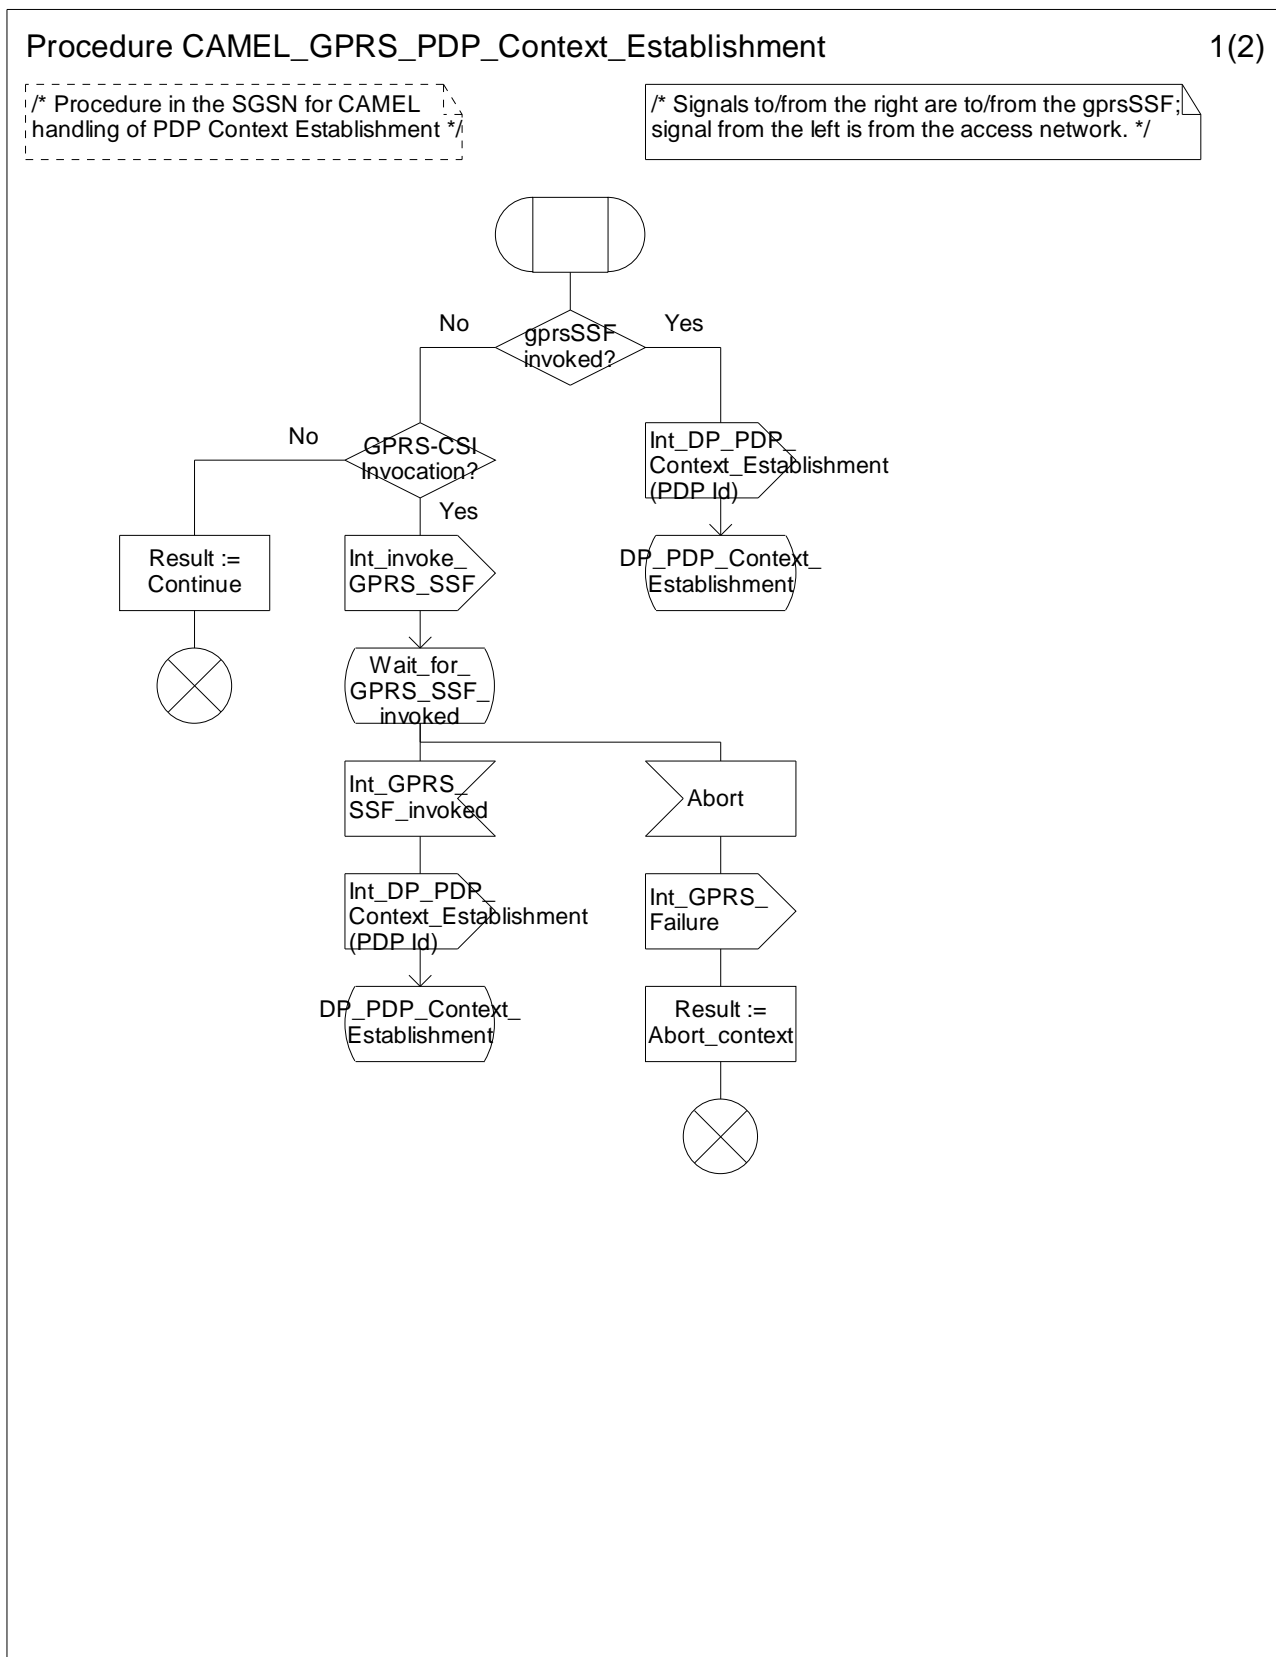 Procedure CAMEL_GPRS_PDP_Context_Establishment
1(2)
/* Procedure in the SGSN for CAMEL
handling of PDP Context Establishment */
/* Signals to/from the right are to/from the gprsSSF;
signal from the left is from the access network. */
No
gprsSSF
invoked?
Yes
No
GPRS-CSI
Invocation?
Yes
Int_DP_PDP_
Context_Establishment
(PDP Id)
Result :=
Continue
Int_invoke_
GPRS_SSF
DP_PDP_Context_
Establishment
Wait_for_
GPRS_SSF_
invoked
Int_GPRS_
SSF_invoked
Abort
Int_DP_PDP_
Context_Establishment
(PDP Id)
Int_GPRS_
Failure
DP_PDP_Context_
Establishment
Result :=
Abort_context